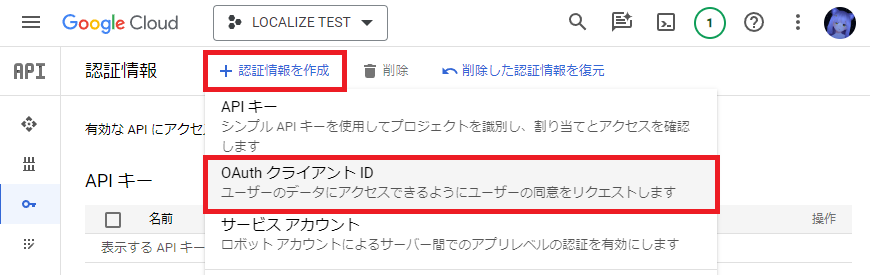 Google Cloud
LOCALIZE TEST
1
API
認証情報
認証情報を作成
削除
削除した認証情報を復元
API キー
シンプル API キーを使用してプロジェクトを識別し、割り当てとアクセスを確認
します
有効な API にアクセ
OAuth クライアント ID
ユーザーのデータにアクセスできるようにユーザーの同意をリクエストします
API キー
サービス アカウント
ロボット アカウントによるサーバー間でのアプリレベルの認証を有効にします
名前
操作
表示する API キー